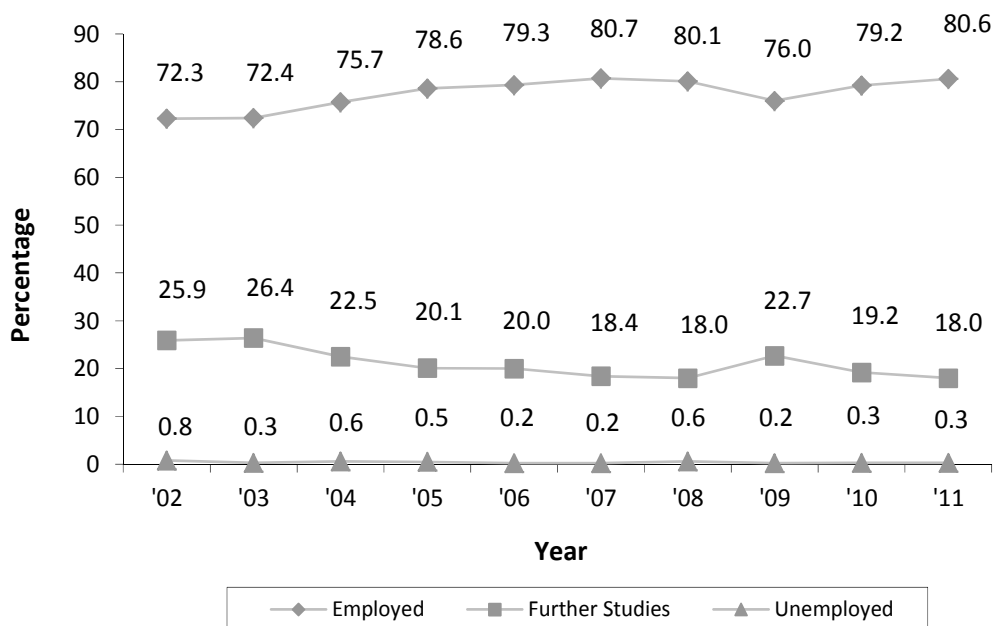 90
80
70
60
50
40
30
20
10
0
Percentage
72.3 72.4 75.7 78.6 79.3 80.7 80.1 76.0 79.2 80.6
25.9 26.4 22.5 20.1 20.0 18.4 18.0 22.7 19.2 18.0
0.8 0.3 0.6 0.5 0.2 0.2 0.6 0.2 0.3 0.3
'02 '03 '04 '05 '06 '07 '08 '09 '10 '11
Year
Employed Further Studies Unemployed